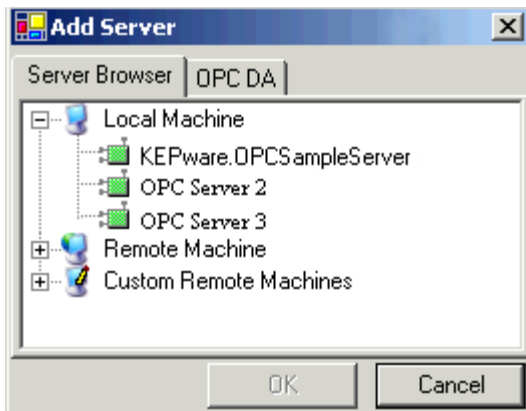 Add Server
Server Browser OPC DA
Local Machine
KEPware.OPCSampleServer
OPC Server 2
OPC Server 3
Remote Machine
Custom Remote Machines
OK Cancel